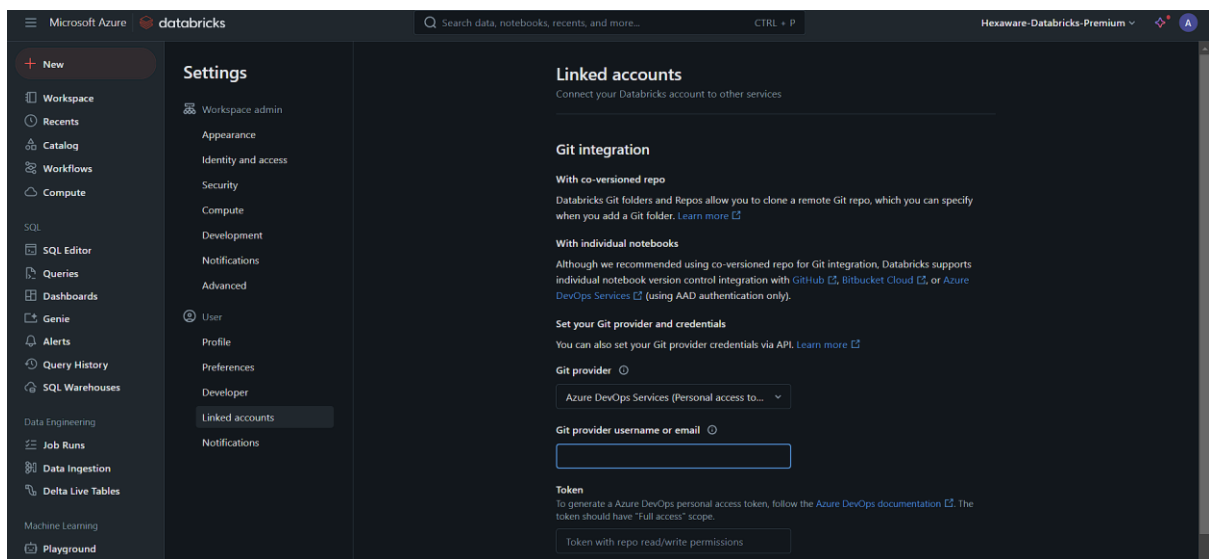 Microsoft Azure databricks
Search data, notebooks, recents, and more... CTRL + P
Hexaware-Databricks-Premium
A
New
Workspace
Recents
Catalog
Workflows
Compute
SQL
SQL Editor
Queries
Dashboards
Genie
Alerts
Query History
SQL Warehouses
Data Engineering
Job Runs
Data Ingestion
Delta Live Tables
Machine Learning
Playground
Settings
Workspace admin
Appearance
Identity and access
Security
Compute
Development
Notifications
Advanced
User
Profile
Preferences
Developer
Linked accounts
Notifications
Linked accounts
Connect your Databricks account to other services
Git integration
With co-versioned repo
Databricks Git folders and Repos allow you to clone a remote Git repo, which you can specify
when you add a Git folder. Learn more
With individual notebooks
Although we recommended using co-versioned repo for Git integration, Databricks supports
individual notebook version control integration with GitHub, Bitbucket Cloud, or Azure
DevOps Services (using AAD authentication only).
Set your Git provider and credentials
You can also set your Git provider credentials via API. Learn more
Git provider
Azure DevOps Services (Personal access to...
Git provider username or email
Token
To generate a Azure DevOps personal access token, follow the Azure DevOps documentation. The
token should have "Full access" scope.
Token with repo read/write permissions